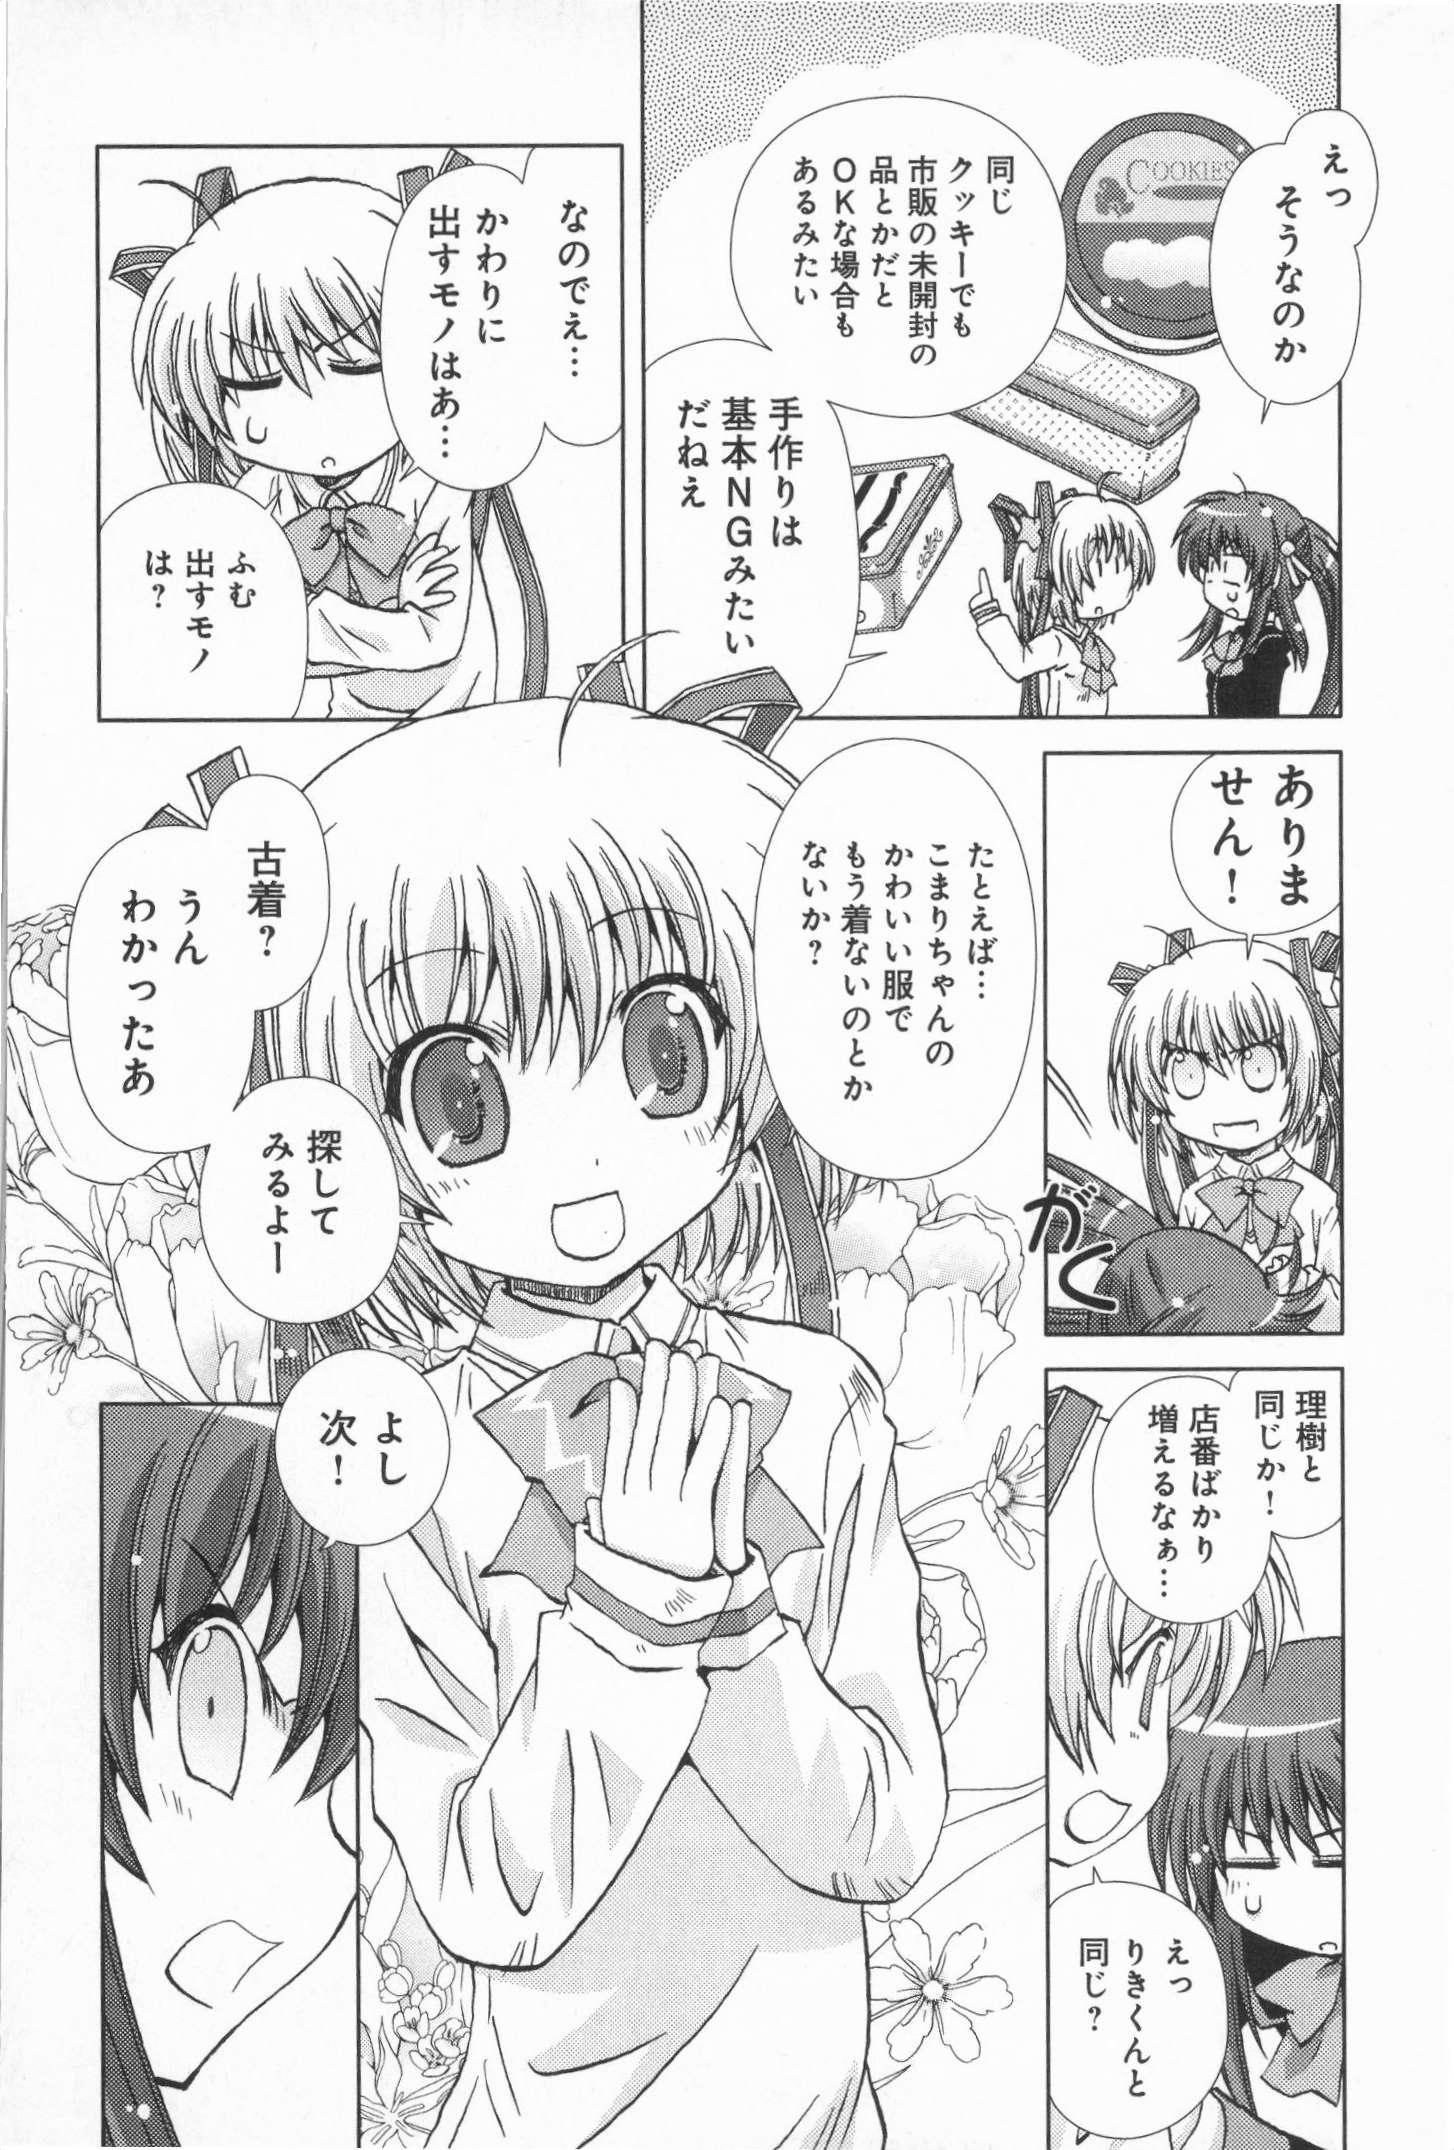 えっ
そうなのか
COOKIES
同じ
クッキーでも
市販の未開封の
品とかだと
OKな場合も
あるみたい
手作りは
基本NGみたい
だねえ
なのでぇ…
かわりに
出すモノはあ…
ふむ
出すモノ
は?
ありま
せん!
がく
理樹と
同じか!
店番ばかり
増えるなぁ…
えっ
りきくんと
同じ?
たとえば…
こまりちゃんの
かわいい服で
もう着ないのとか
ないか?
古着?
うん
わかったあ
探して
みるよー
よし
次!